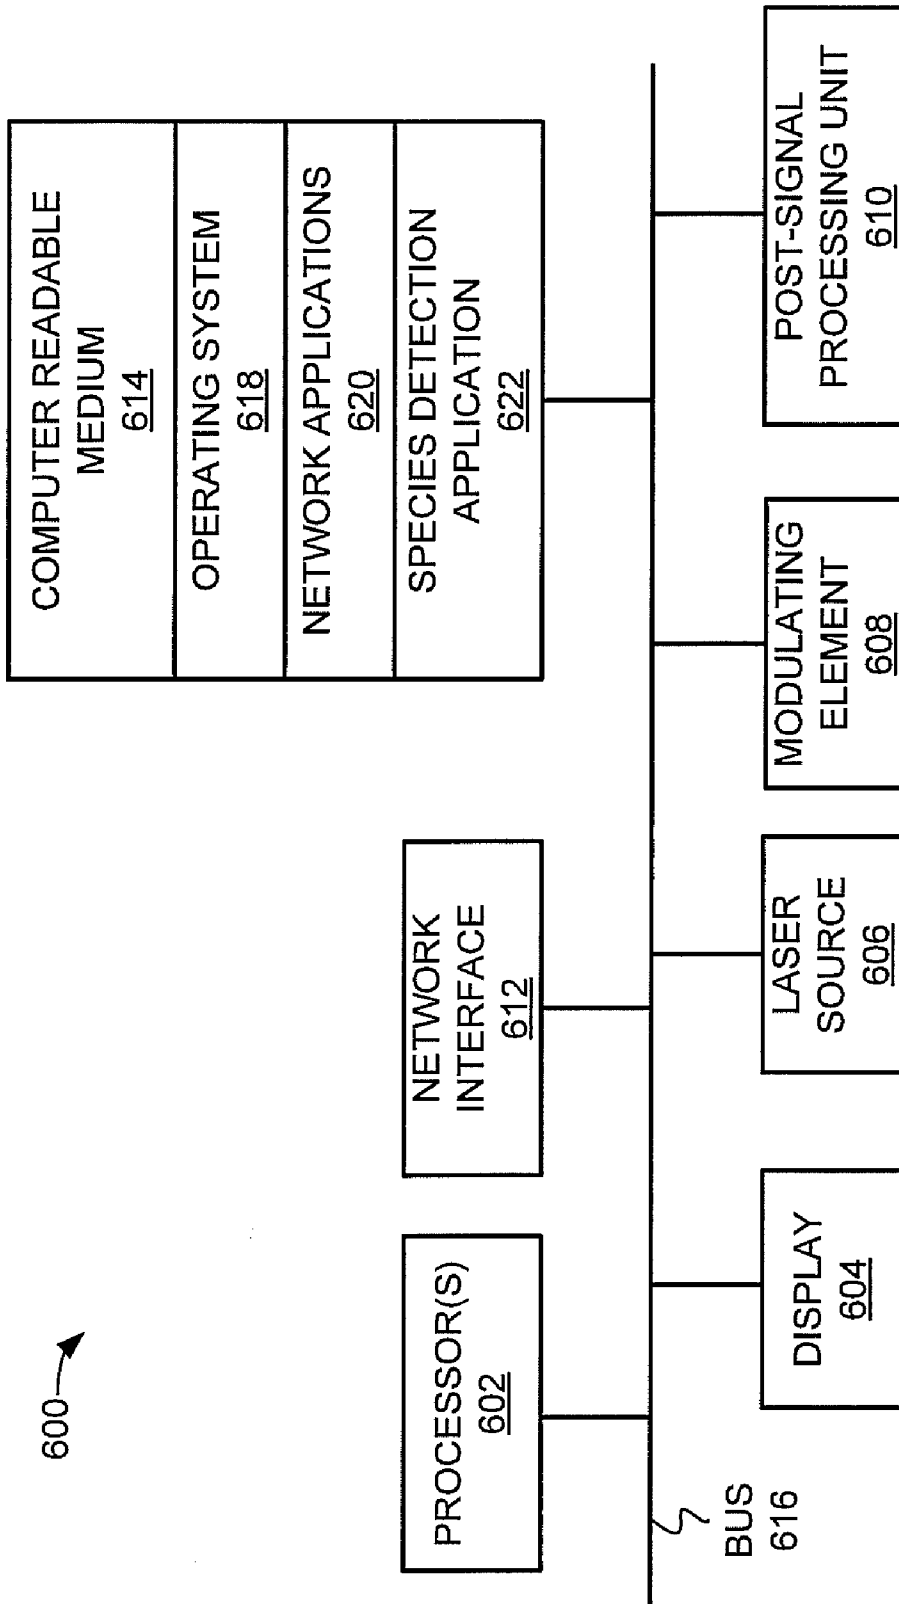 600
PROCESSOR(S)
602
NETWORK
INTERFACE
612
COMPUTER READABLE
MEDIUM
614
OPERATING SYSTEM
618
NETWORK APPLICATIONS
620
SPECIES DETECTION
APPLICATION
622
BUS
616
DISPLAY
604
LASER
SOURCE
606
MODULATING
ELEMENT
608
POST-SIGNAL
PROCESSING UNIT
610